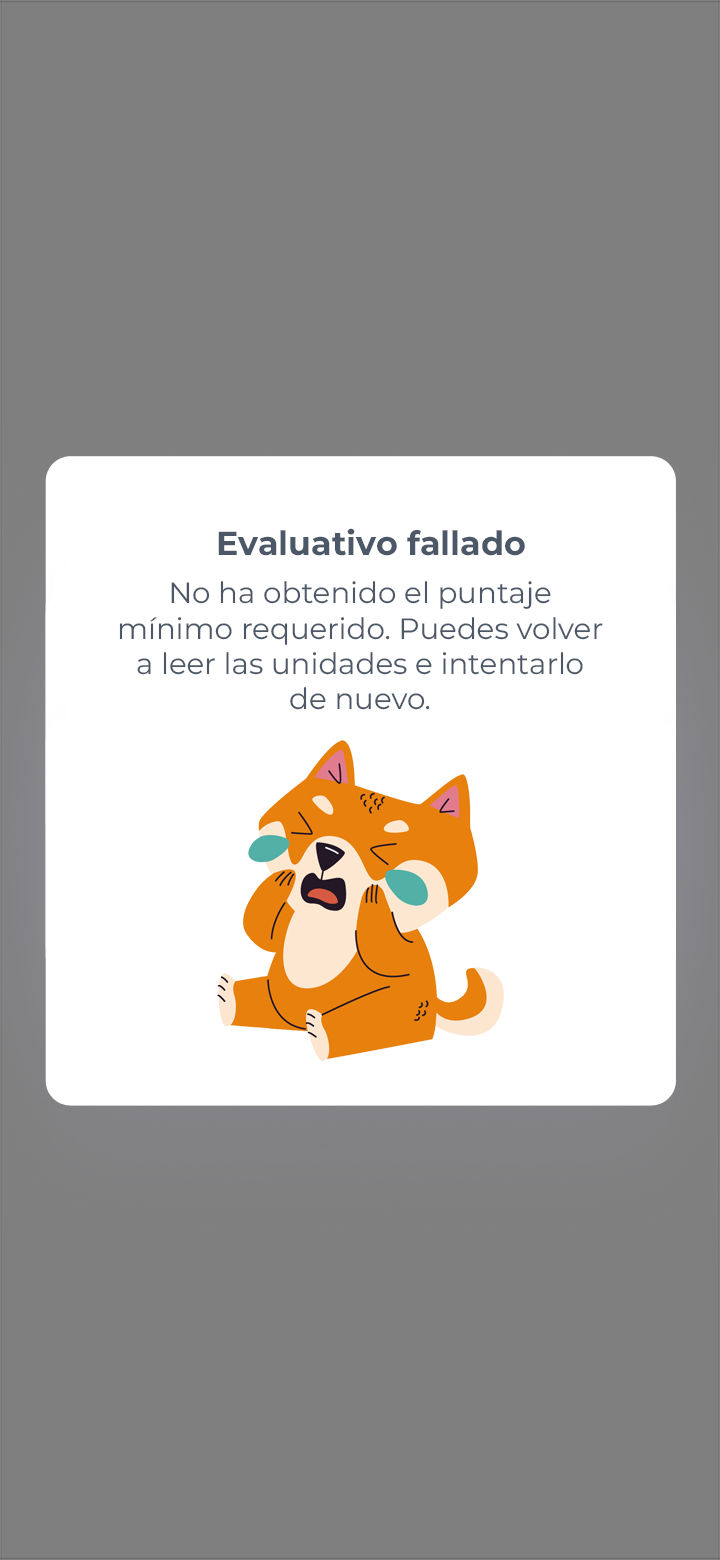 Evaluativo fallado
No ha obtenido el puntaje
mínimo requerido. Puedes volver
a leer las unidades e intentarlo
de nuevo.